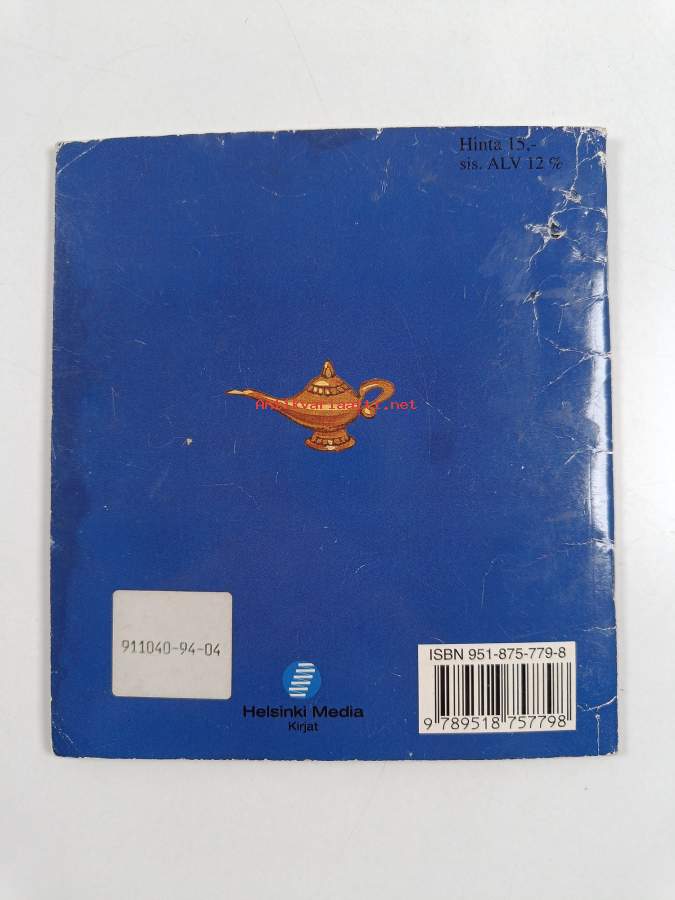 Hinta 15,-
sis. ALV 12 %
Antikvariaatti.net
911040-94-04
Helsinki Media
Kirjat
ISBN 951-875-779-8
9 789518 757798